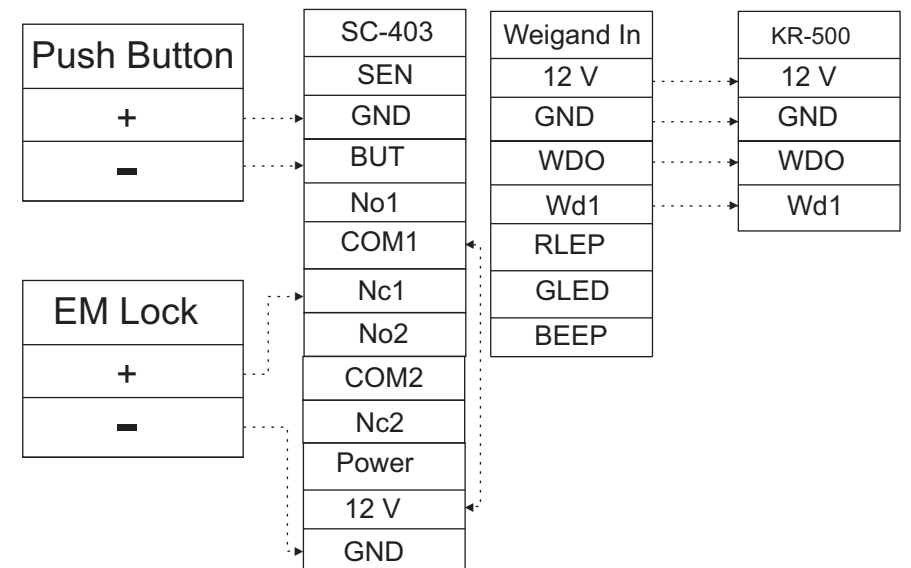 Push Button
+
-
EM Lock
+
-
SC-403
SEN
GND
BUT
No1
COM1
Nc1
No2
COM2
Nc2
Power
12 V
GND
Weigand In
12 V
GND
WDO
Wd1
RLEP
GLED
BEEP
KR-500
12 V
GND
WDO
Wd1